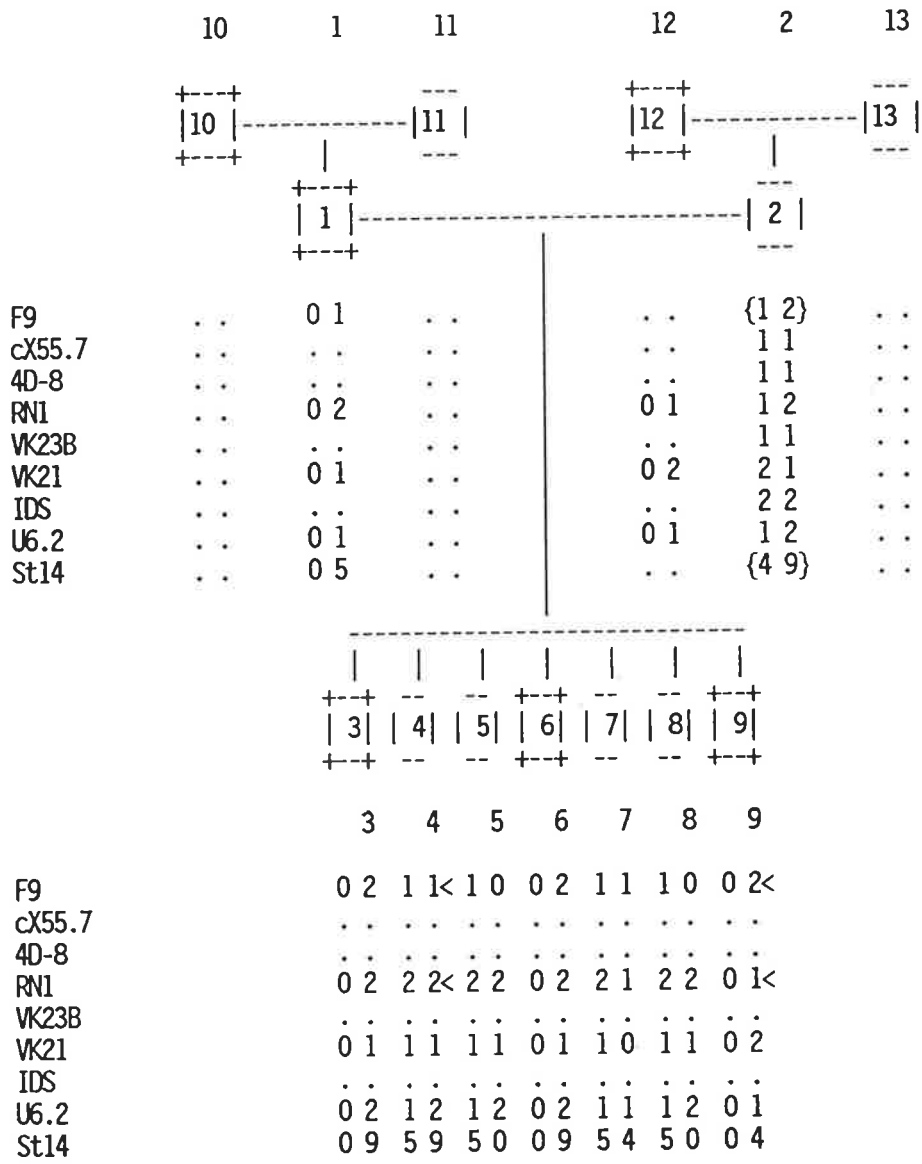 10 1 11 12 2 13
10 11 12 13
1 2
F9 . . 0 1 . . . . {1 2} . .
cX55.7 . . . . . . . . 1 1 . .
4D-8 . . . . . . . . 1 1 . .
RN1 . . 0 2 . . 0 1 1 2 . .
VK23B . . . . . . . . 1 1 . .
VK21 . . 0 1 . . 0 2 2 1 . .
IDS . . . . . . . . 2 2 . .
U6.2 . . 0 1 . . 0 1 1 2 . .
St14 . . 0 5 . . . . {4 9} . .
3 4 5 6 7 8 9
3 4 5 6 7 8 9
F9 0 2 1 1< 1 0 0 2 1 1 1 0 0 2<
cX55.7 . . . . . . . . . . . . . .
4D-8 . . . . . . . . . . . . . .
RN1 0 2 2 2< 2 2 0 2 2 1 2 2 0 1<
VK23B . . . . . . . . . . . . . .
VK21 0 1 1 1 1 1 0 1 1 0 1 1 0 2
IDS . . . . . . . . . . . . . .
U6.2 0 2 1 2 1 2 0 2 1 1 1 2 0 1
St14 0 9 5 9 5 0 0 9 5 4 5 0 0 4